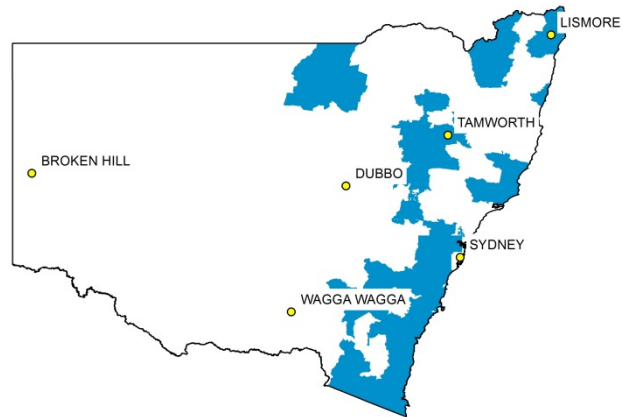 LISMORE
TAMWORTH
BROKEN HILL
DUBBO
SYDNEY
WAGGA WAGGA